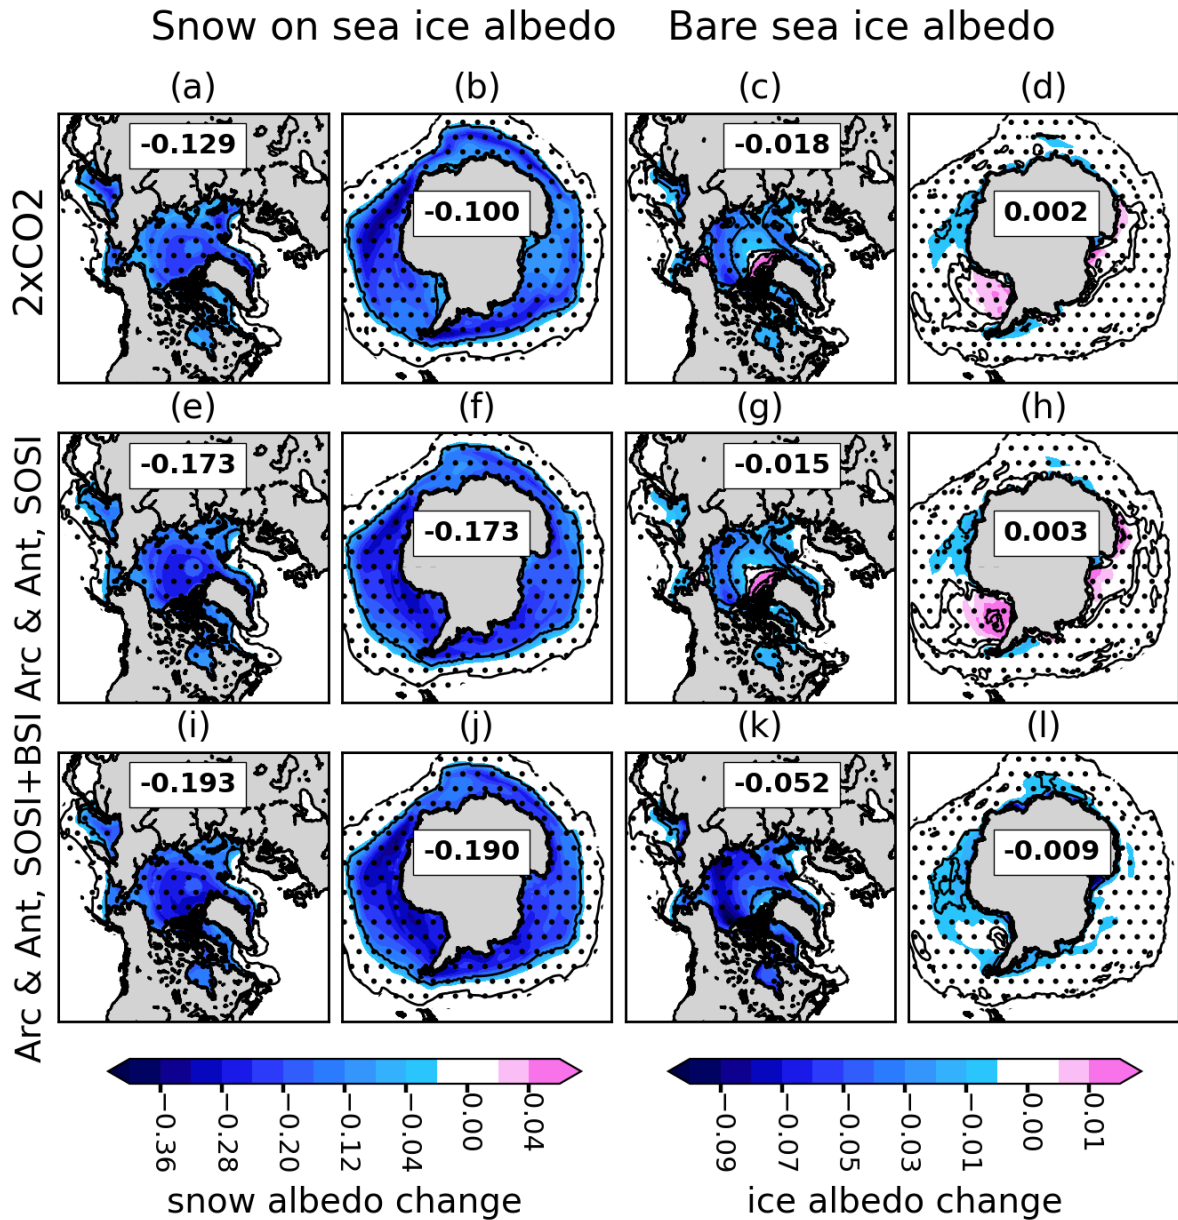 Snow on sea ice albedo Bare sea ice albedo
(a) (b) (c) (d)
2xCO2
-0.129 -0.100 -0.018 0.002
(e) (f) (g) (h)
Arc & Ant, SOSI
-0.173 -0.173 -0.015 0.003
(i) (j) (k) (l)
Arc & Ant, SOSI+BSI
-0.193 -0.190 -0.052 -0.009
−0.36 −0.28 −0.20 −0.12 −0.04 0.00 0.04
−0.09 −0.07 −0.05 −0.03 −0.01 0.00 0.01
snow albedo change ice albedo change